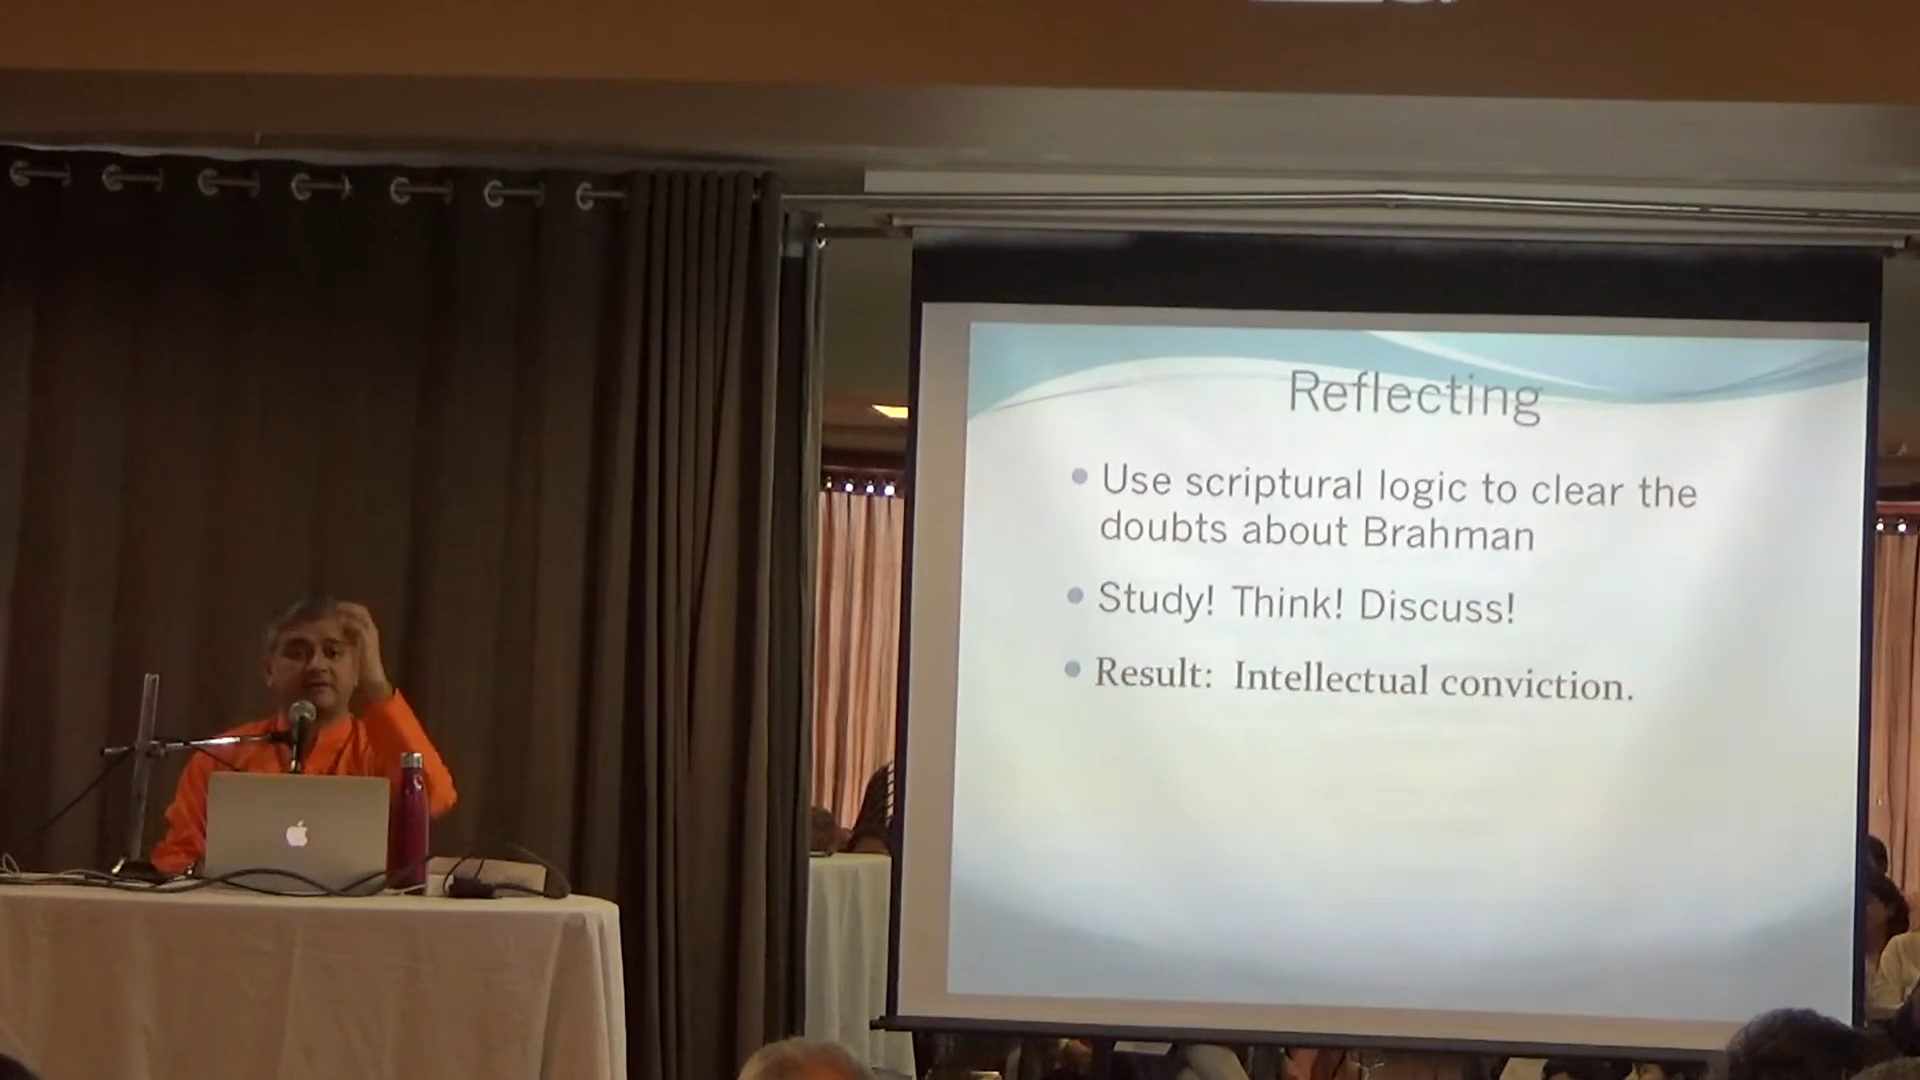 Reflecting
Use scriptural logic to clear the
doubts about Brahman
Study! Think! Discuss!
Result: Intellectual conviction.